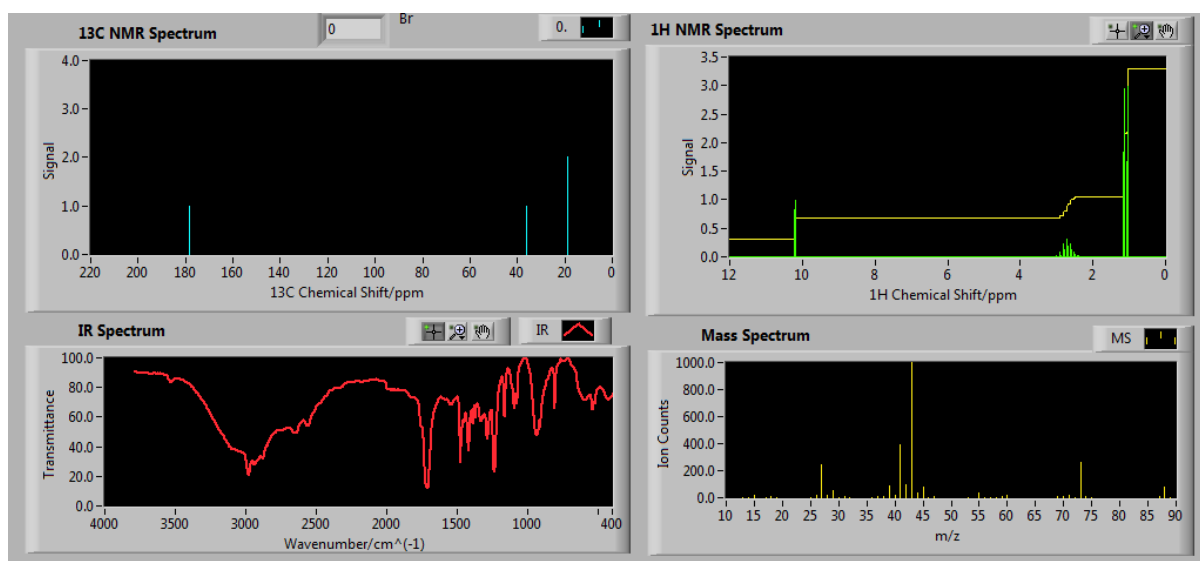 13C NMR Spectrum
0
Br
0.
4.0
3.0
2.0
1.0
0.0
Signal
220 200 180 160 140 120 100 80 60 40 20 0
13C Chemical Shift/ppm
1H NMR Spectrum
3.5
3.0
2.5
2.0
1.5
1.0
0.5
0.0
Signal
12 10 8 6 4 2 0
1H Chemical Shift/ppm
IR Spectrum
IR
100.0
80.0
60.0
40.0
20.0
0.0
Transmittance
4000 3500 3000 2500 2000 1500 1000 400
Wavenumber/cm^(-1)
Mass Spectrum
MS
1000.0
800.0
600.0
400.0
200.0
0.0
Ion Counts
10 15 20 25 30 35 40 45 50 55 60 65 70 75 80 85 90
m/z